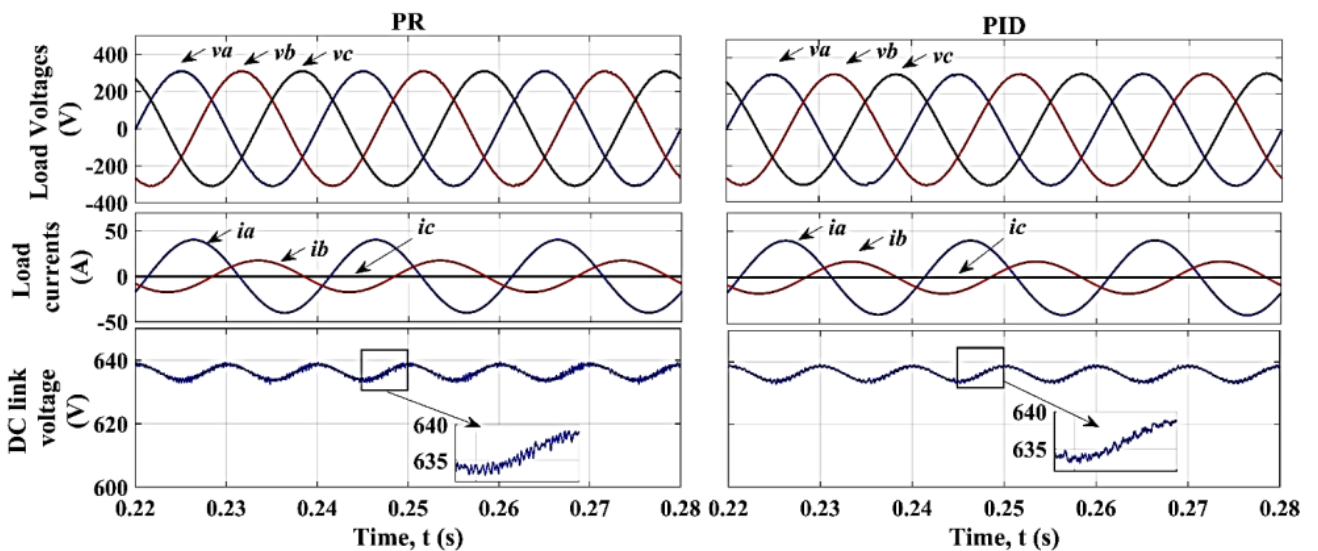 PR
PID
Load Voltages
(V)
400
200
0
-200
-400
va
vb
vc
va
vb
vc
Load
currents
(A)
50
0
-50
ia
ib
ic
ia
ib
ic
DC link
voltage
(V)
640
620
600
640
635
640
635
0.22 0.23 0.24 0.25 0.26 0.27 0.28
0.22 0.23 0.24 0.25 0.26 0.27 0.28
Time, t (s)
Time, t (s)